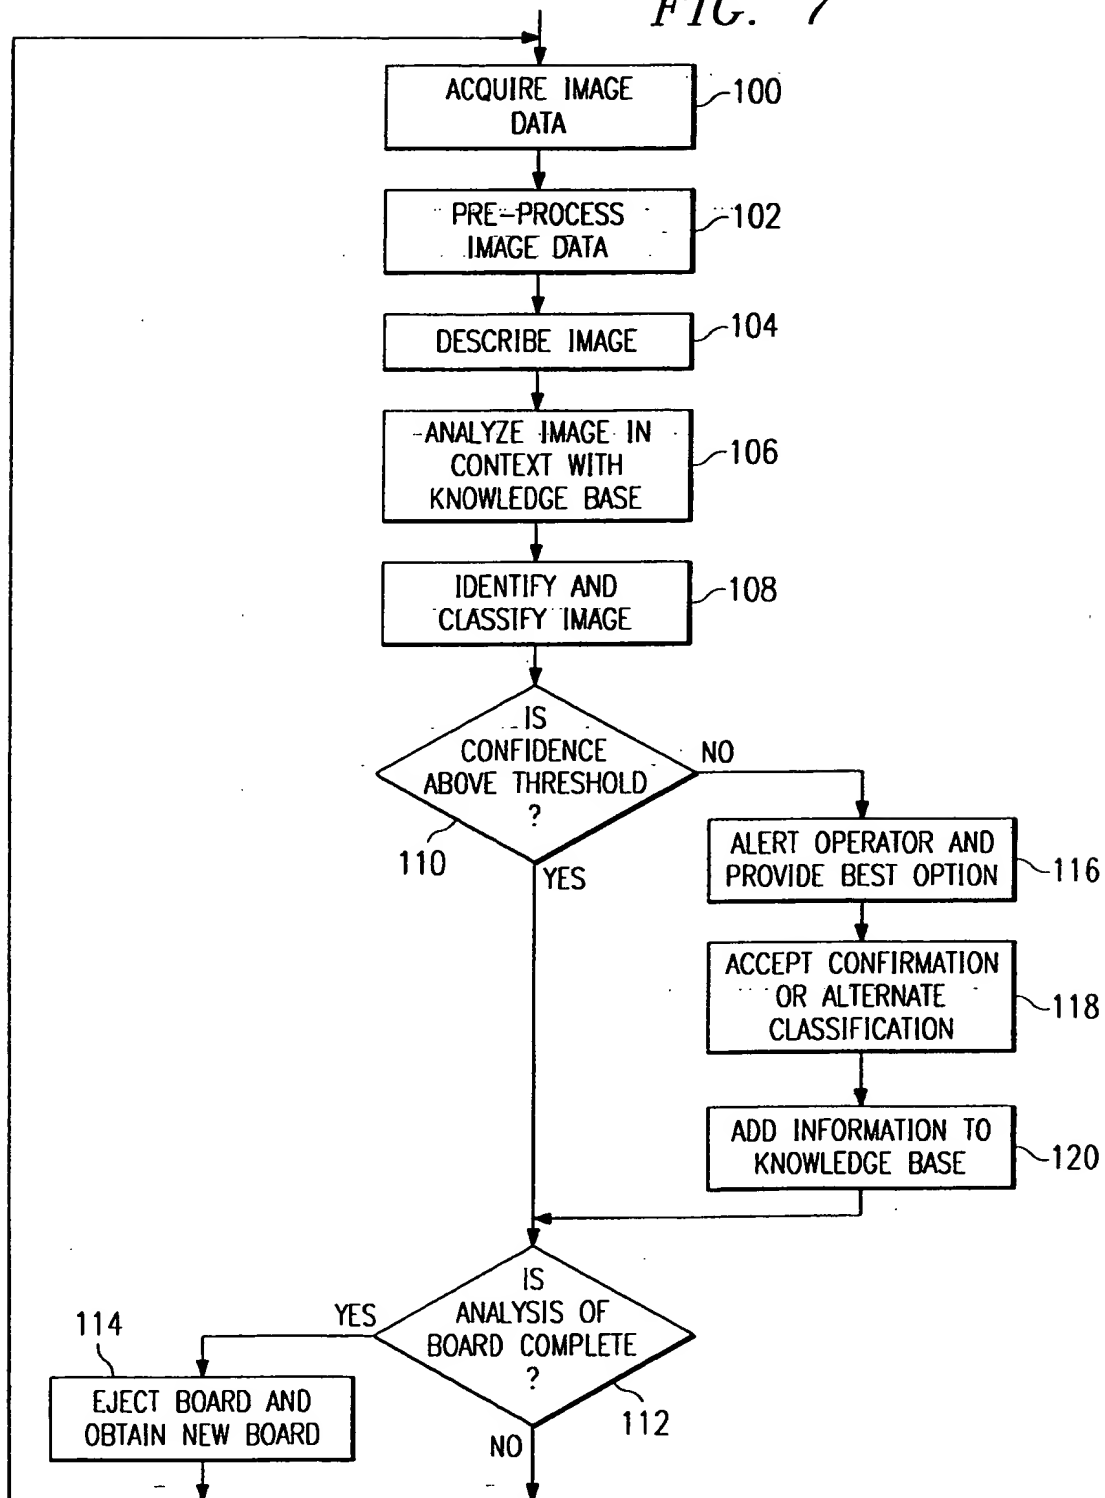 FIG. 7
ACQUIRE IMAGE
DATA
100
PRE-PROCESS
IMAGE DATA
102
DESCRIBE IMAGE
104
ANALYZE IMAGE IN
CONTEXT WITH
KNOWLEDGE BASE
106
IDENTIFY AND
CLASSIFY IMAGE
108
IS
CONFIDENCE
ABOVE THRESHOLD
?
NO
110
YES
ALERT OPERATOR AND
PROVIDE BEST OPTION
116
ACCEPT CONFIRMATION
OR ALTERNATE
CLASSIFICATION
118
ADD INFORMATION TO
KNOWLEDGE BASE
120
IS
ANALYSIS OF
BOARD COMPLETE
?
YES
114
EJECT BOARD AND
OBTAIN NEW BOARD
112
NO